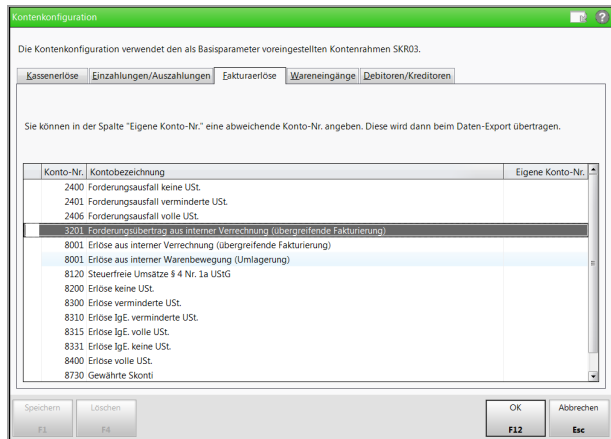 Kontenkonfiguration
Die Kontenkonfiguration verwendet den als Basisparameter voreingestellten Kontenrahmen SKR03.
Kassenerlöse Einzahlungen/Auszahlungen Fakturaerlöse Wareneingänge Debitoren/Kreditoren
Sie können in der Spalte "Eigene Konto-Nr." eine abweichende Konto-Nr. angeben. Diese wird dann beim Daten-Export übertragen.
Konto-Nr. Kontobezeichnung Eigene Konto-Nr.
2400 Forderungsausfall keine USt.
2401 Forderungsausfall verminderte USt.
2406 Forderungsausfall volle USt.
3201 Forderungsübertrag aus interner Verrechnung (übergreifende Fakturierung)
8001 Erlöse aus interner Verrechnung (übergreifende Fakturierung)
8001 Erlöse aus interner Warenbewegung (Umlagerung)
8120 Steuerfreie Umsätze § 4 Nr. 1a UStG
8200 Erlöse keine USt.
8300 Erlöse verminderte USt.
8310 Erlöse IgE. verminderte USt.
8315 Erlöse IgE. volle USt.
8331 Erlöse IgE. keine USt.
8400 Erlöse volle USt.
8730 Gewährte Skonti
Speichern Löschen OK Abbrechen
F1 F4 F12 Esc